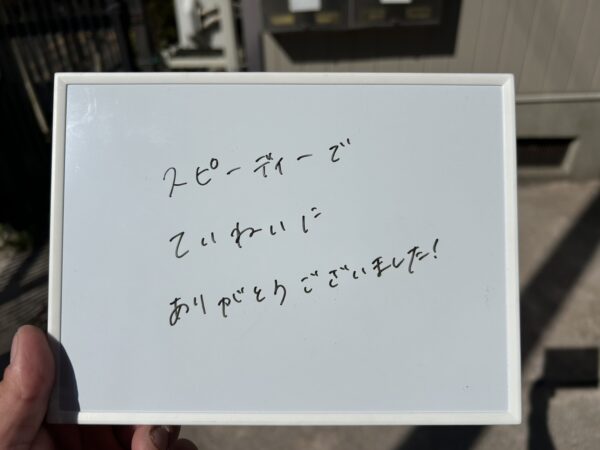 スピーディーで
ていねいに
ありがとうございました!